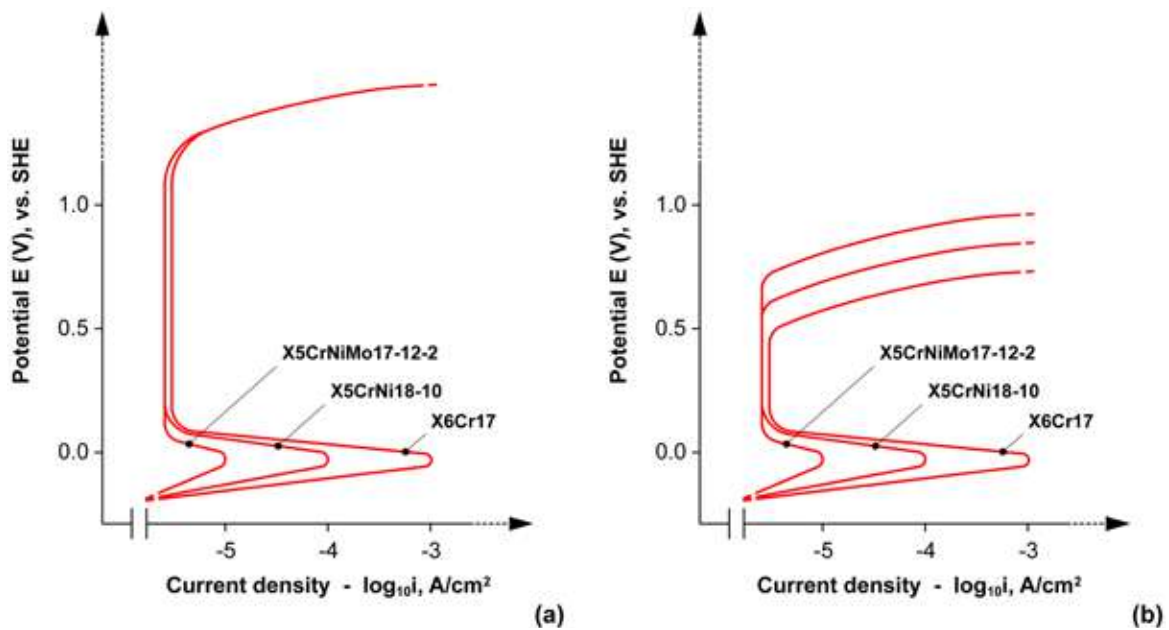 Potential E (V), vs. SHE
1.0
0.5
0.0
X5CrNiMo17-12-2
X5CrNi18-10
X6Cr17
-5
-4
-3
Current density - log₁₀i, A/cm²
(a)
Potential E (V), vs. SHE
1.0
0.5
0.0
X5CrNiMo17-12-2
X5CrNi18-10
X6Cr17
-5
-4
-3
Current density - log₁₀i, A/cm²
(b)